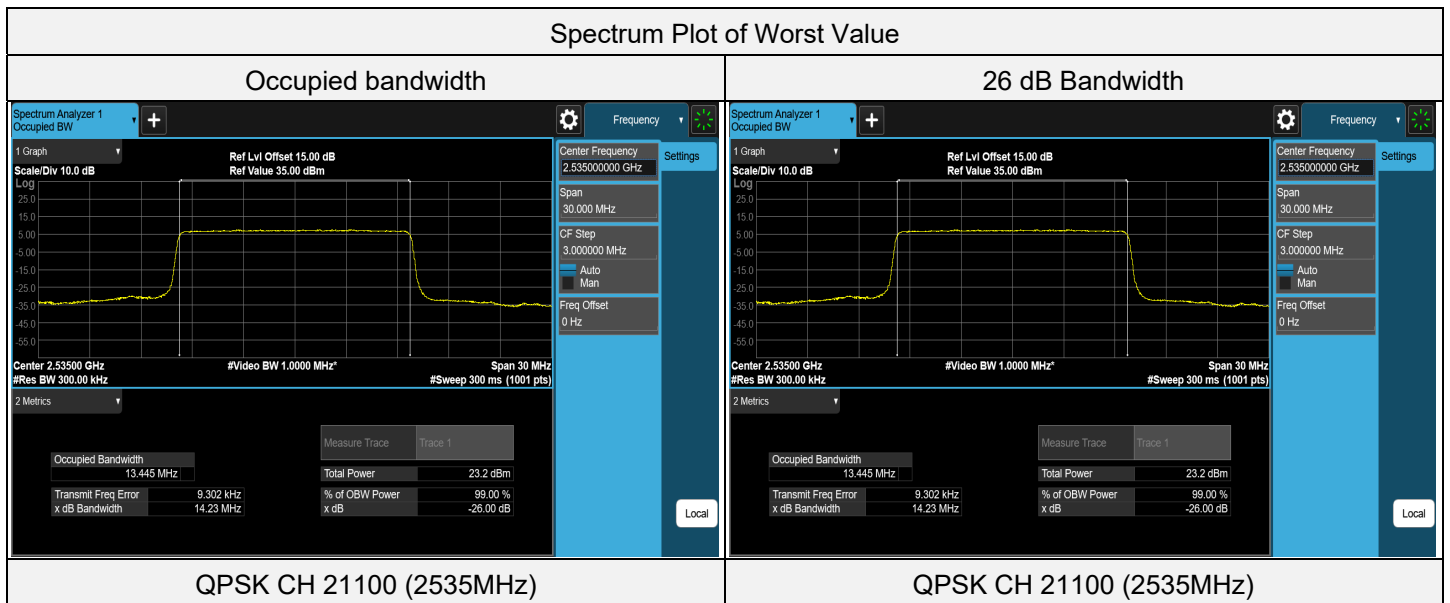 Spectrum Plot of Worst Value
Occupied bandwidth
26 dB Bandwidth
Spectrum Analyzer 1
Occupied BW
+
Frequency
1 Graph
Scale/Div 10.0 dB
Ref Lvl Offset 15.00 dB
Ref Value 35.00 dBm
Log
25.0
15.0
5.00
-5.00
-15.0
-25.0
-35.0
-45.0
-55.0
Center 2.53500 GHz
#Res BW 300.00 kHz
#Video BW 1.0000 MHz*
Span 30 MHz
#Sweep 300 ms (1001 pts)
Center Frequency
2.535000000 GHz
Settings
Span
30.000 MHz
CF Step
3.000000 MHz
Auto
Man
Freq Offset
0 Hz
2 Metrics
Measure Trace Trace 1
Occupied Bandwidth
13.445 MHz
Total Power 23.2 dBm
Transmit Freq Error 9.302 kHz
% of OBW Power 99.00 %
x dB Bandwidth 14.23 MHz
x dB -26.00 dB
Local
Spectrum Analyzer 1
Occupied BW
+
Frequency
1 Graph
Scale/Div 10.0 dB
Ref Lvl Offset 15.00 dB
Ref Value 35.00 dBm
Log
25.0
15.0
5.00
-5.00
-15.0
-25.0
-35.0
-45.0
-55.0
Center 2.53500 GHz
#Res BW 300.00 kHz
#Video BW 1.0000 MHz*
Span 30 MHz
#Sweep 300 ms (1001 pts)
Center Frequency
2.535000000 GHz
Settings
Span
30.000 MHz
CF Step
3.000000 MHz
Auto
Man
Freq Offset
0 Hz
2 Metrics
Measure Trace Trace 1
Occupied Bandwidth
13.445 MHz
Total Power 23.2 dBm
Transmit Freq Error 9.302 kHz
% of OBW Power 99.00 %
x dB Bandwidth 14.23 MHz
x dB -26.00 dB
Local
QPSK CH 21100 (2535MHz)
QPSK CH 21100 (2535MHz)